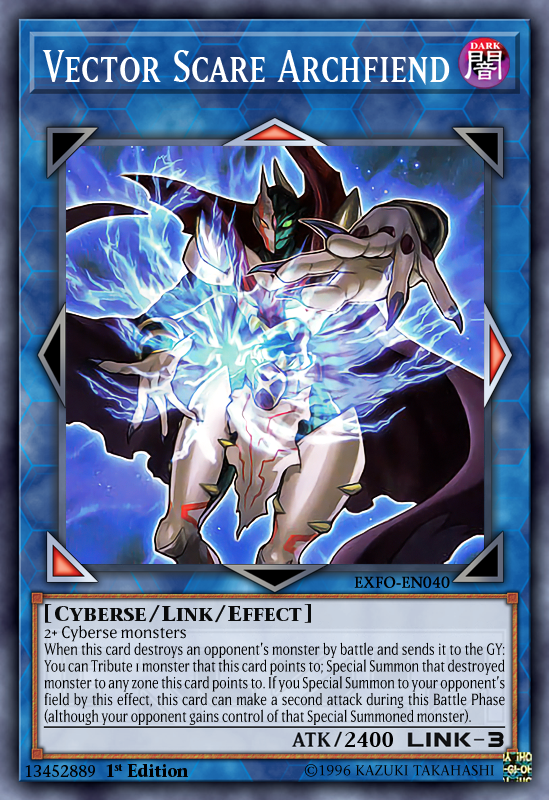 VECTOR SCARE ARCHFIEND
DARK
闇
EXFO-EN040
[CYBERSE/LINK/EFFECT]
2+ Cyberse monsters
When this card destroys an opponent's monster by battle and sends it to the GY:
You can Tribute 1 monster that this card points to; Special Summon that destroyed
monster to any zone this card points to. If you Special Summon to your opponent's
field by this effect, this card can make a second attack during this Battle Phase
(although your opponent gains control of that Special Summoned monster).
ATK/2400 LINK-3
13452889 1st Edition ©1996 KAZUKI TAKAHASHI